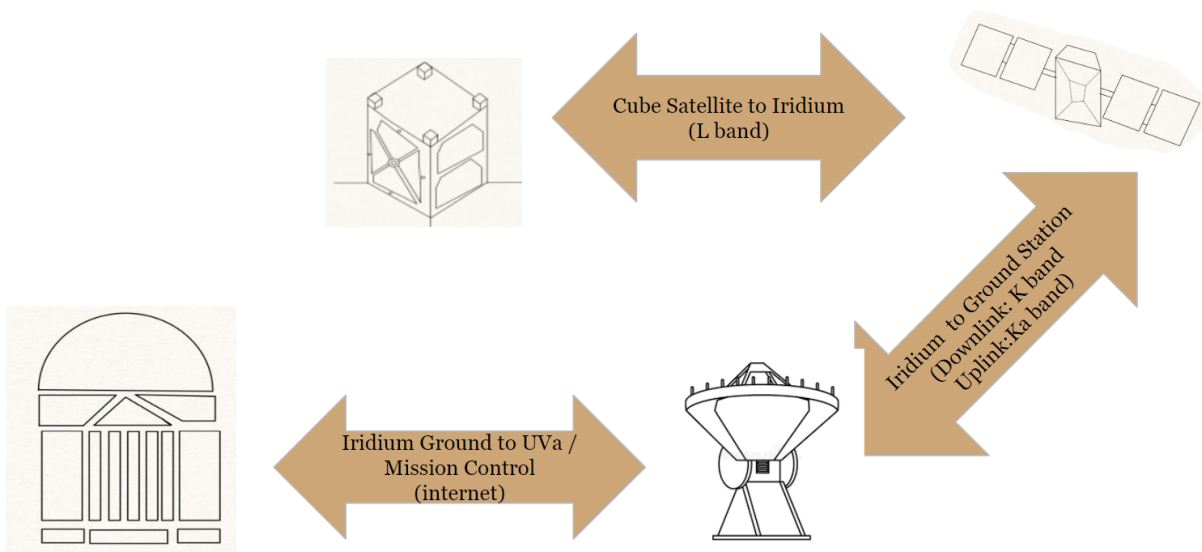 Cube Satellite to Iridium
(L band)
Iridium to Ground Station
(Downlink: K band
Uplink:Ka band)
Iridium Ground to UVa /
Mission Control
(internet)